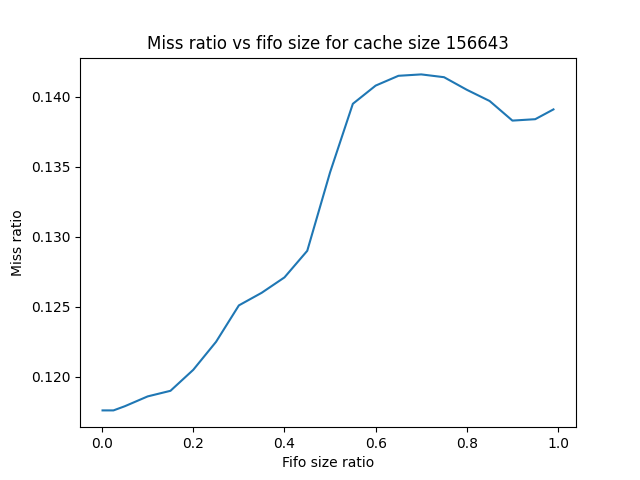 Miss ratio vs fifo size for cache size 156643
0.140
0.135
0.130
0.125
0.120
Miss ratio
0.0 0.2 0.4 0.6 0.8 1.0
Fifo size ratio